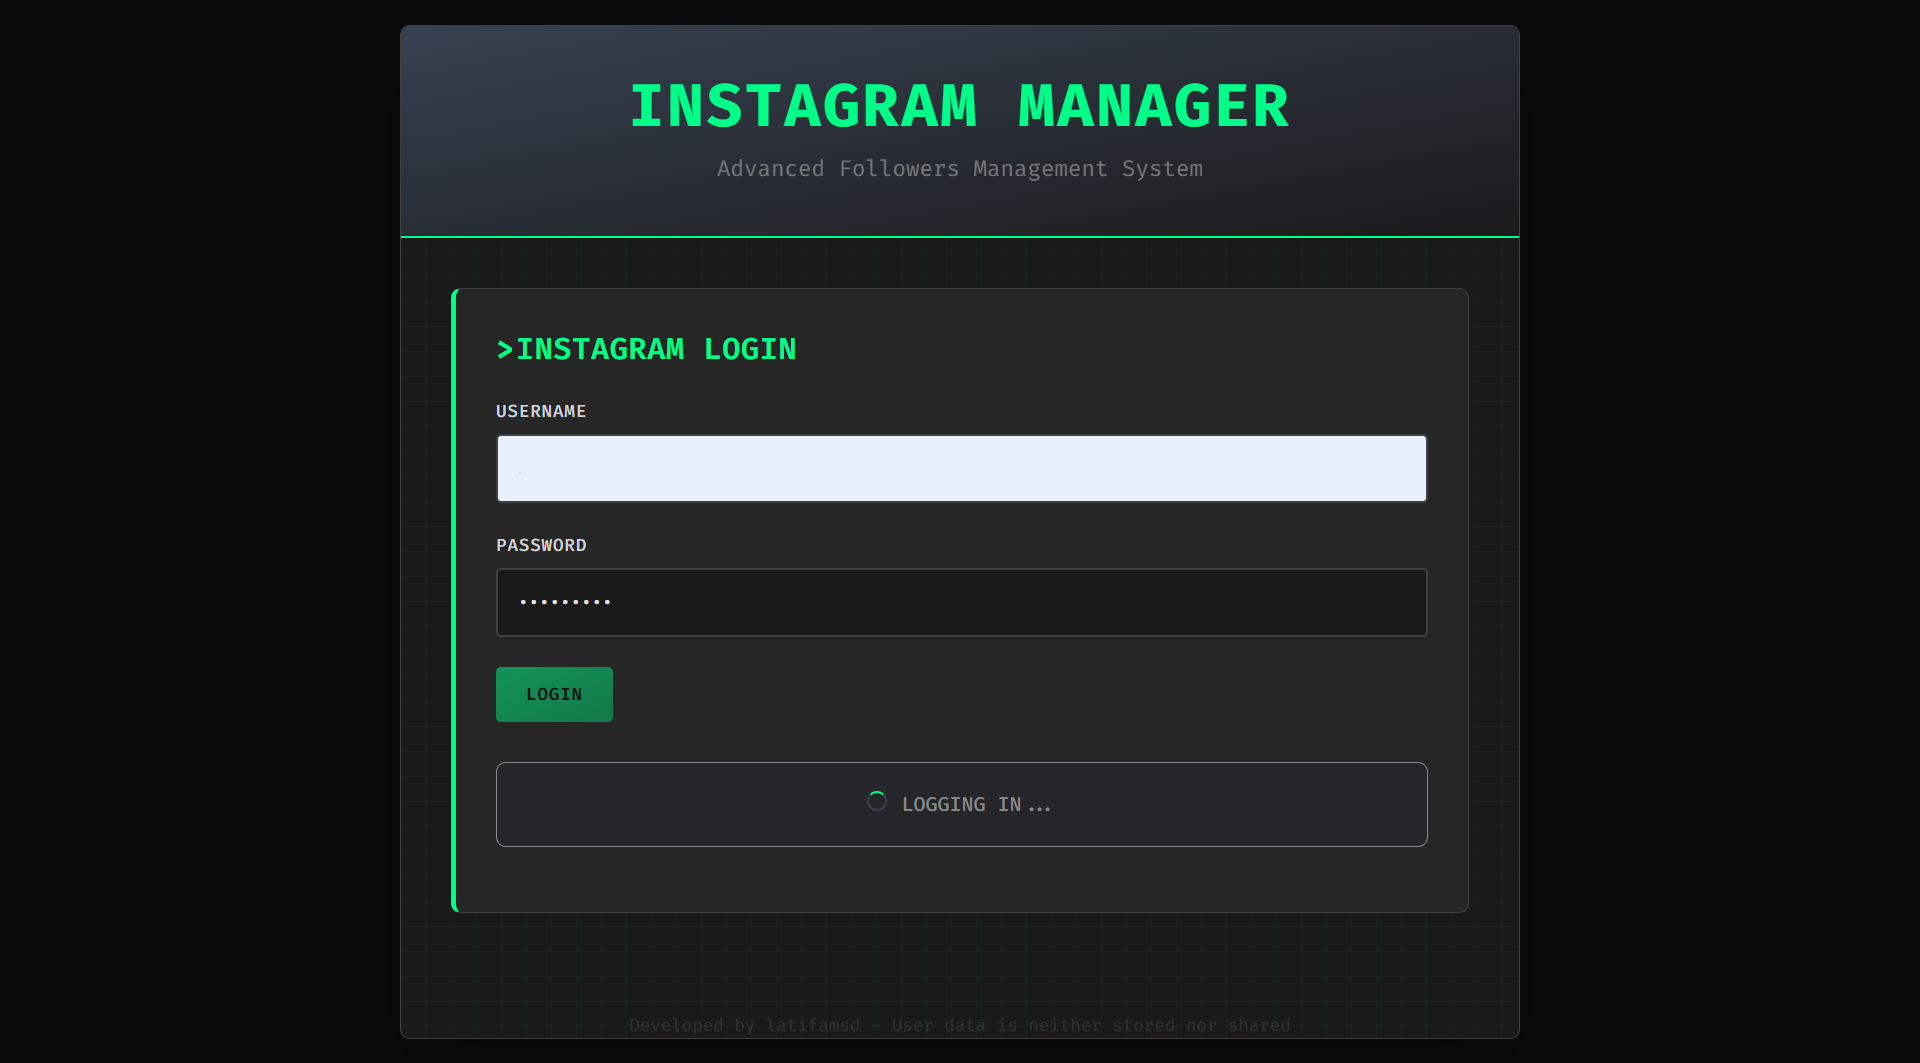 INSTAGRAM MANAGER
Advanced Followers Management System
>INSTAGRAM LOGIN
USERNAME
PASSWORD
•••••••••
LOGIN
LOGGING IN...
Developed by latifamsd - User data is neither stored nor shared